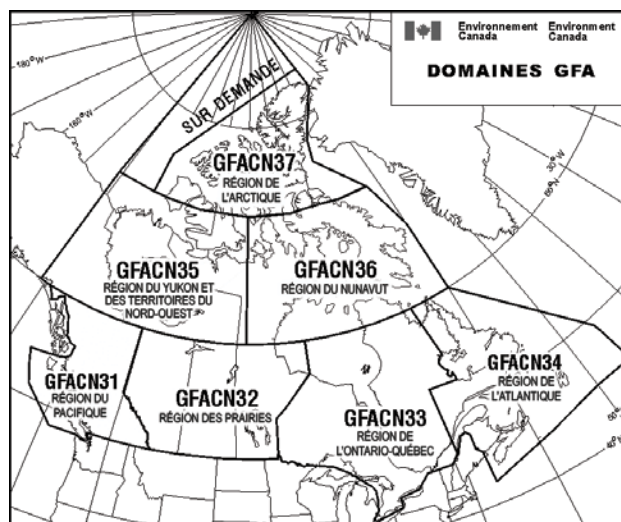 Environnement Environment
Canada Canada
DOMAINES GFA
180°W
160°W
SUR DEMANDE
GFACN37
RÉGION DE
L'ARCTIQUE
GFACN35
RÉGION DU YUKON ET
DES TERRITOIRES DU
NORD-OUEST
GFACN36
RÉGION DU NUNAVUT
GFACN31
RÉGION DU
PACIFIQUE
GFACN32
RÉGION DES PRAIRIES
GFACN33
RÉGION DE
L'ONTARIO-QUÉBEC
GFACN34
RÉGION DE
L'ATLANTIQUE